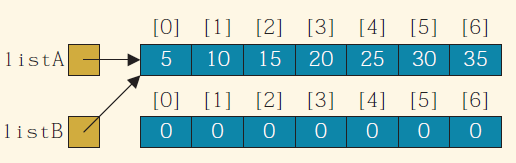 [0] [1] [2] [3] [4] [5] [6]
listA 5 10 15 20 25 30 35
[0] [1] [2] [3] [4] [5] [6]
listB 0 0 0 0 0 0 0